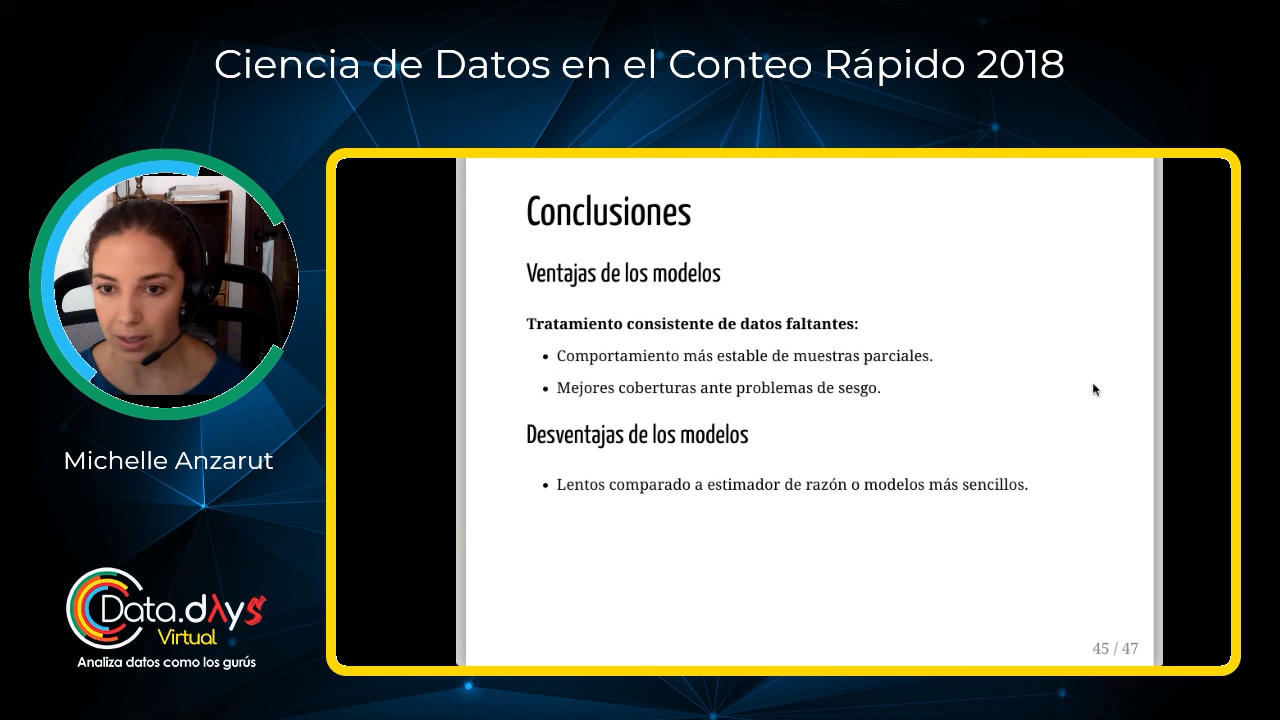 Ciencia de Datos en el Conteo Rápido 2018
Conclusiones
Ventajas de los modelos
Tratamiento consistente de datos faltantes:
• Comportamiento más estable de muestras parciales.
• Mejores coberturas ante problemas de sesgo.
Desventajas de los modelos
• Lentos comparado a estimador de razón o modelos más sencillos.
45 / 47
Michelle Anzarut
Data.dλys
Virtual
Analiza datos como los gurús